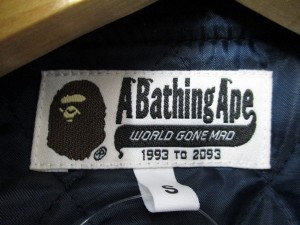 A Bathing Ape
WORLD GONE MAD
1993 TO 2093
S